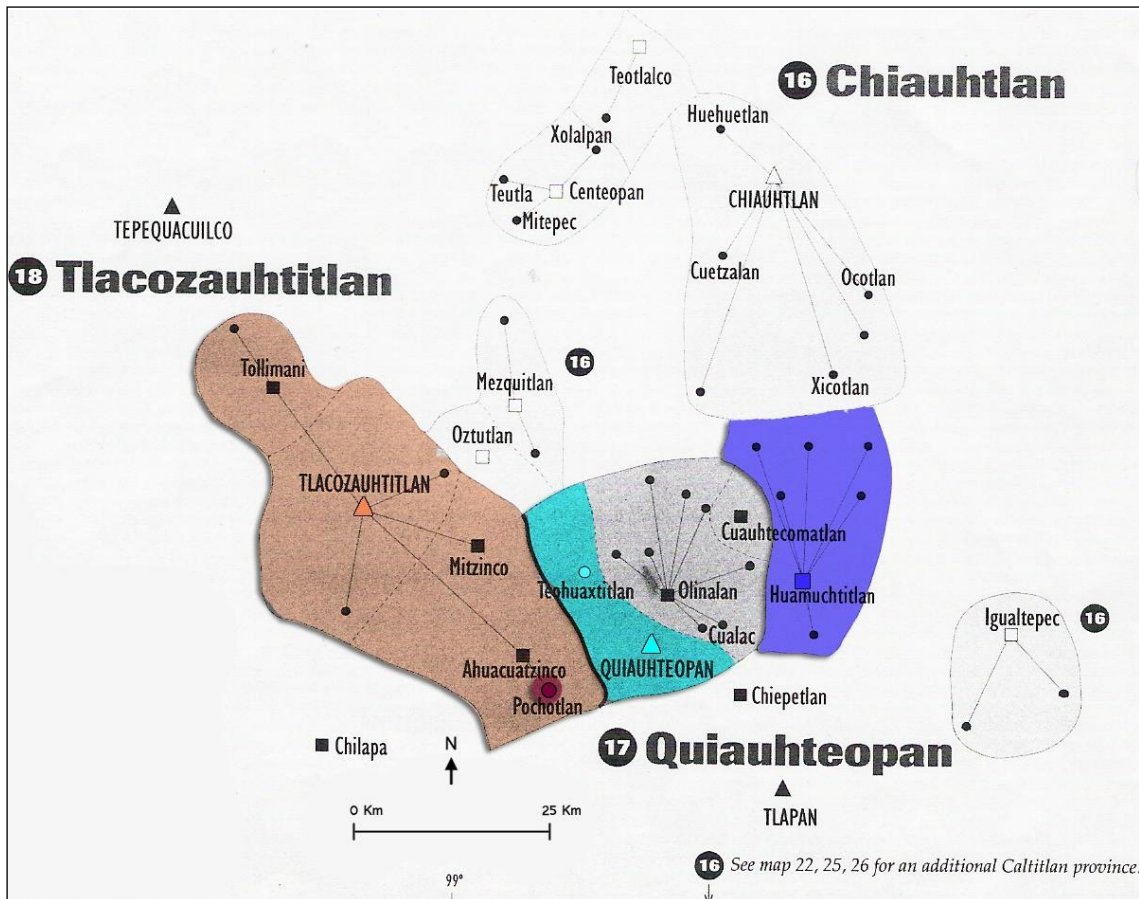 Teotlalco
16 Chiauhtlan
Huehuetlan
Xolalpan
Teutla
Centeopan
CHIAUHTLAN
Mitepec
TEPEQUACUILCO
18 Tlacozauhtitlan
Cuetzalan
Ocotlan
Tollimani
Mezquitlan
16
Xicotlan
Oztutlan
TLACOZAUHTITLAN
Cuauhtecomatlan
Mitzinco
Teohuaxtitlan
Olinalan
Huamuchtitlan
Igualtepec
16
Cualac
Ahuacuatzinco
QUIAUHTEOPAN
Pochotlan
Chiepetlan
Chilapa
N
17 Quiauhteopan
0 Km
25 Km
TLAPAN
16 See map 22, 25, 26 for an additional Caltitlan province.
99°